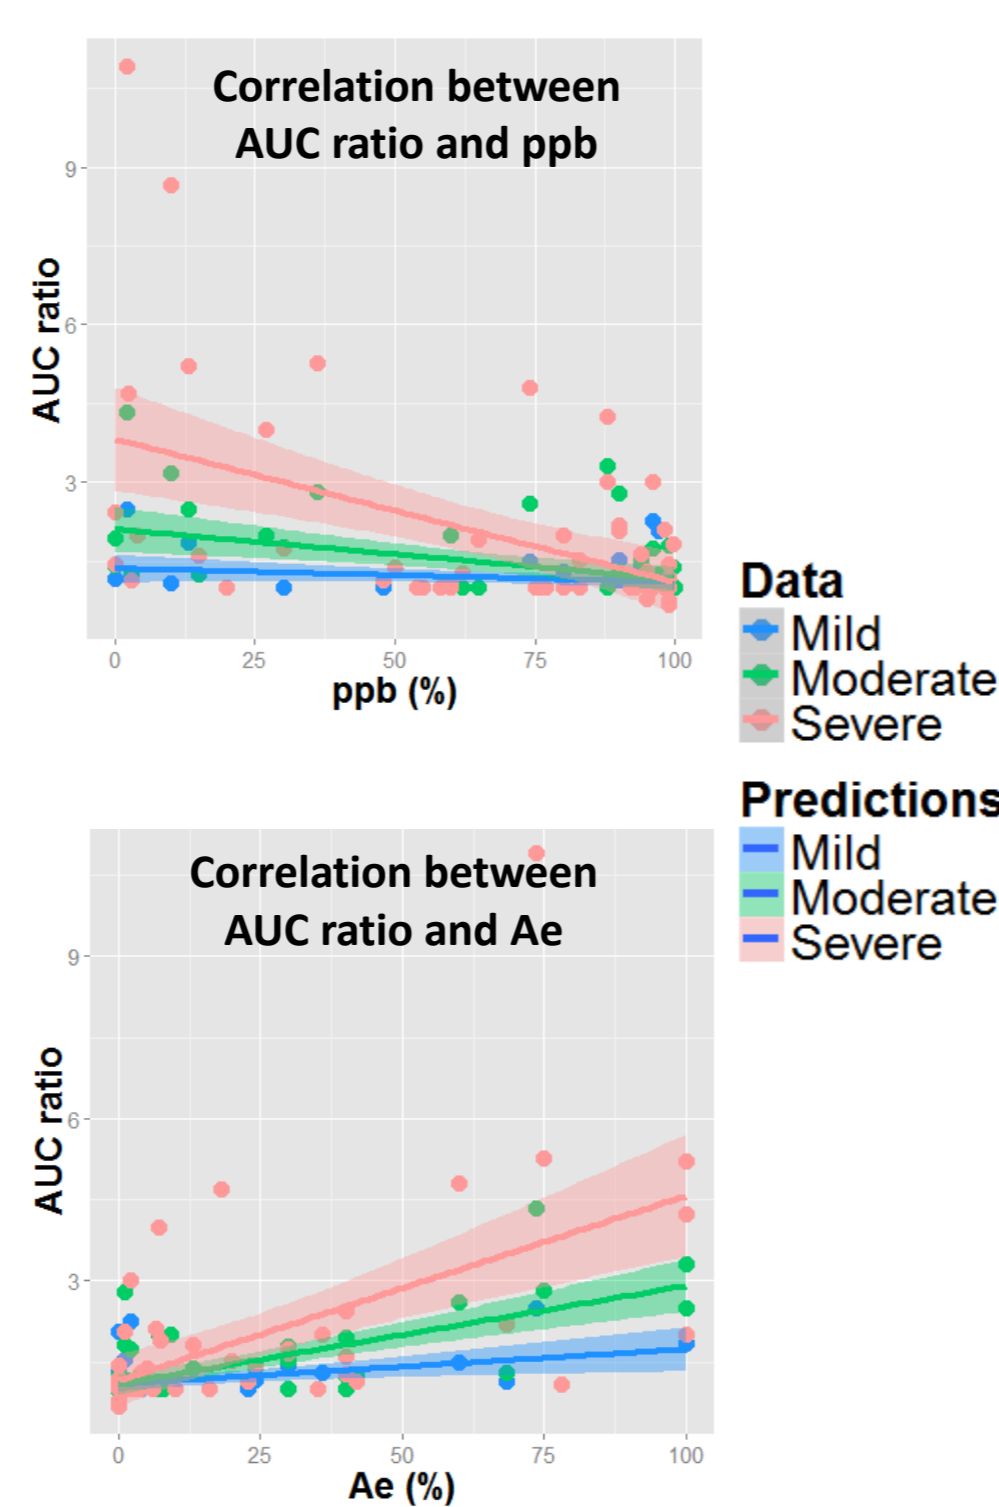 Correlation between
AUC ratio and ppb
AUC ratio
9
6
3
0 25 50 75 100
ppb (%)
Data
Mild
Moderate
Severe
Predictions
Mild
Moderate
Severe
Correlation between
AUC ratio and Ae
AUC ratio
9
6
3
0 25 50 75 100
Ae (%)